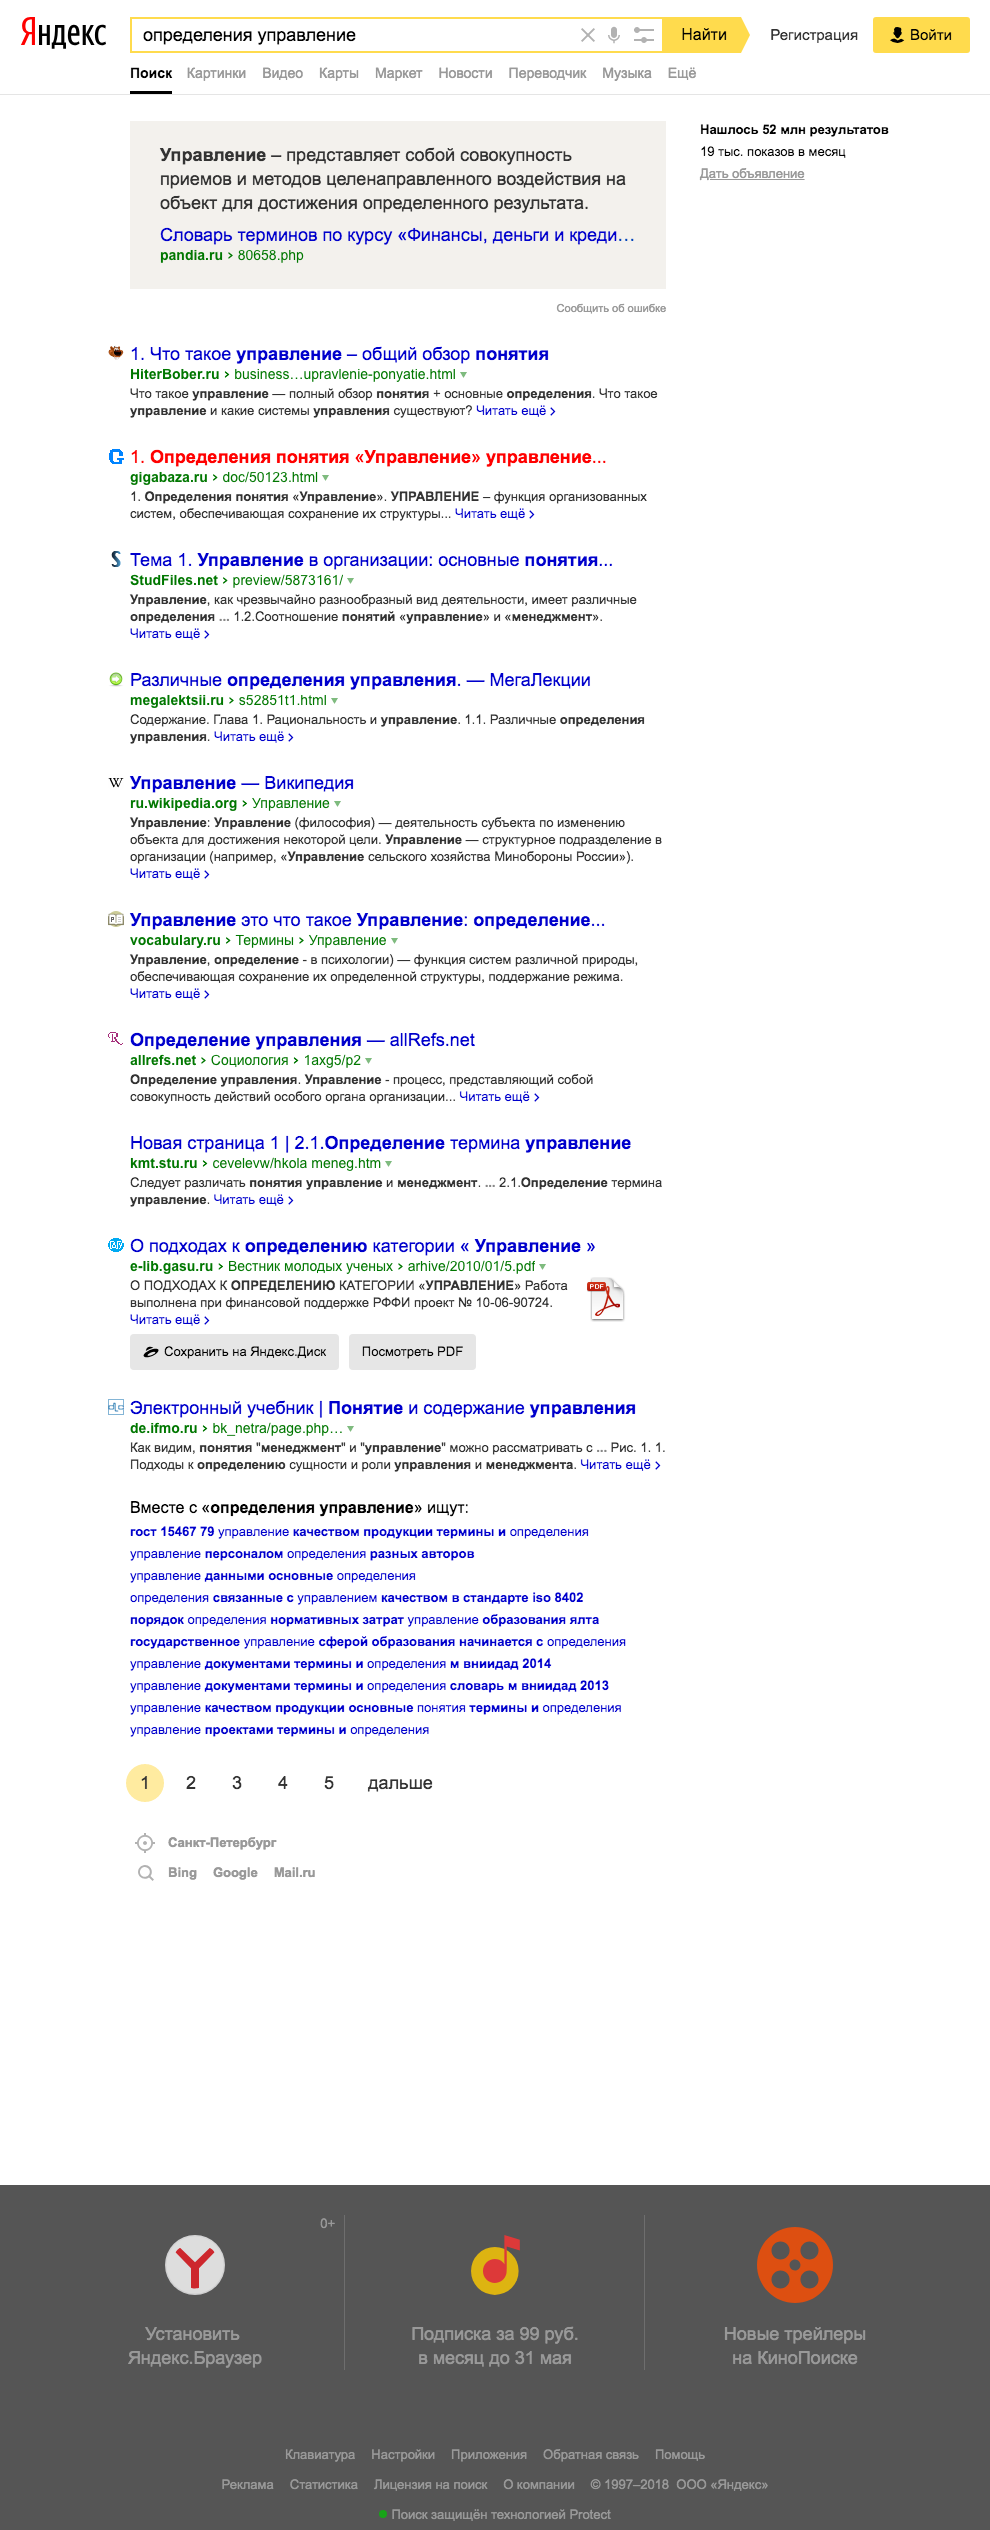 Яндекс
определения управление
Найти
Регистрация
Войти
Поиск Картинки Видео Карты Маркет Новости Переводчик Музыка Ещё
Управление – представляет собой совокупность
приемов и методов целенаправленного воздействия на
объект для достижения определенного результата.
Словарь терминов по курсу «Финансы, деньги и креди...
pandia.ru › 80658.php
Сообщить об ошибке
Нашлось 52 млн результатов
19 тыс. показов в месяц
Дать объявление
1. Что такое управление – общий обзор понятия
HiterBober.ru › business…upravlenie-ponyatie.html
Что такое управление — полный обзор понятия + основные определения. Что такое
управление и какие системы управления существуют? Читать ещё ›
1. Определения понятия «Управление» управление...
gigabaza.ru › doc/50123.html
1. Определения понятия «Управление». УПРАВЛЕНИЕ – функция организованных
систем, обеспечивающая сохранение их структуры... Читать ещё ›
Тема 1. Управление в организации: основные понятия...
StudFiles.net › preview/5873161/
Управление, как чрезвычайно разнообразный вид деятельности, имеет различные
определения ... 1.2.Соотношение понятий «управление» и «менеджмент».
Читать ещё ›
Различные определения управления. — МегаЛекции
megalektsii.ru › s52851t1.html
Содержание. Глава 1. Рациональность и управление. 1.1. Различные определения
управления. Читать ещё ›
W Управление — Википедия
ru.wikipedia.org › Управление
Управление: Управление (философия) — деятельность субъекта по изменению
объекта для достижения некоторой цели. Управление — структурное подразделение в
организации (например, «Управление сельского хозяйства Минобороны России»).
Читать ещё ›
Управление это что такое Управление: определение...
vocabulary.ru › Термины › Управление
Управление, определение - в психологии) — функция систем различной природы,
обеспечивающая сохранение их определенной структуры, поддержание режима.
Читать ещё ›
Определение управления — allRefs.net
allrefs.net › Социология › 1axg5/p2
Определение управления. Управление - процесс, представляющий собой
совокупность действий особого органа организации... Читать ещё ›
Новая страница 1 | 2.1.Определение термина управление
kmt.stu.ru › cevelevw/hkola meneg.htm
Следует различать понятия управление и менеджмент. ... 2.1.Определение термина
управление. Читать ещё ›
О подходах к определению категории « Управление »
e-lib.gasu.ru › Вестник молодых ученых › arhive/2010/01/5.pdf
О ПОДХОДАХ К ОПРЕДЕЛЕНИЮ КАТЕГОРИИ «УПРАВЛЕНИЕ» Работа
выполнена при финансовой поддержке РФФИ проект № 10-06-90724.
Читать ещё ›
PDF
Сохранить на Яндекс.Диск Посмотреть PDF
Электронный учебник | Понятие и содержание управления
de.ifmo.ru › bk_netra/page.php…
Как видим, понятия "менеджмент" и "управление" можно рассматривать с ... Рис. 1. 1.
Подходы к определению сущности и роли управления и менеджмента. Читать ещё ›
Вместе с «определения управление» ищут:
гост 15467 79 управление качеством продукции термины и определения
управление персоналом определения разных авторов
управление данными основные определения
определения связанные с управлением качеством в стандарте iso 8402
порядок определения нормативных затрат управление образования ялта
государственное управление сферой образования начинается с определения
управление документами термины и определения м вниидад 2014
управление документами термины и определения словарь м вниидад 2013
управление качеством продукции основные понятия термины и определения
управление проектами термины и определения
1 2 3 4 5 дальше
Санкт-Петербург
Bing Google Mail.ru
0+
Установить
Яндекс.Браузер
Подписка за 99 руб.
в месяц до 31 мая
Новые трейлеры
на КиноПоиске
Клавиатура Настройки Приложения Обратная связь Помощь
Реклама Статистика Лицензия на поиск О компании © 1997–2018 ООО «Яндекс»
Поиск защищён технологией Protect